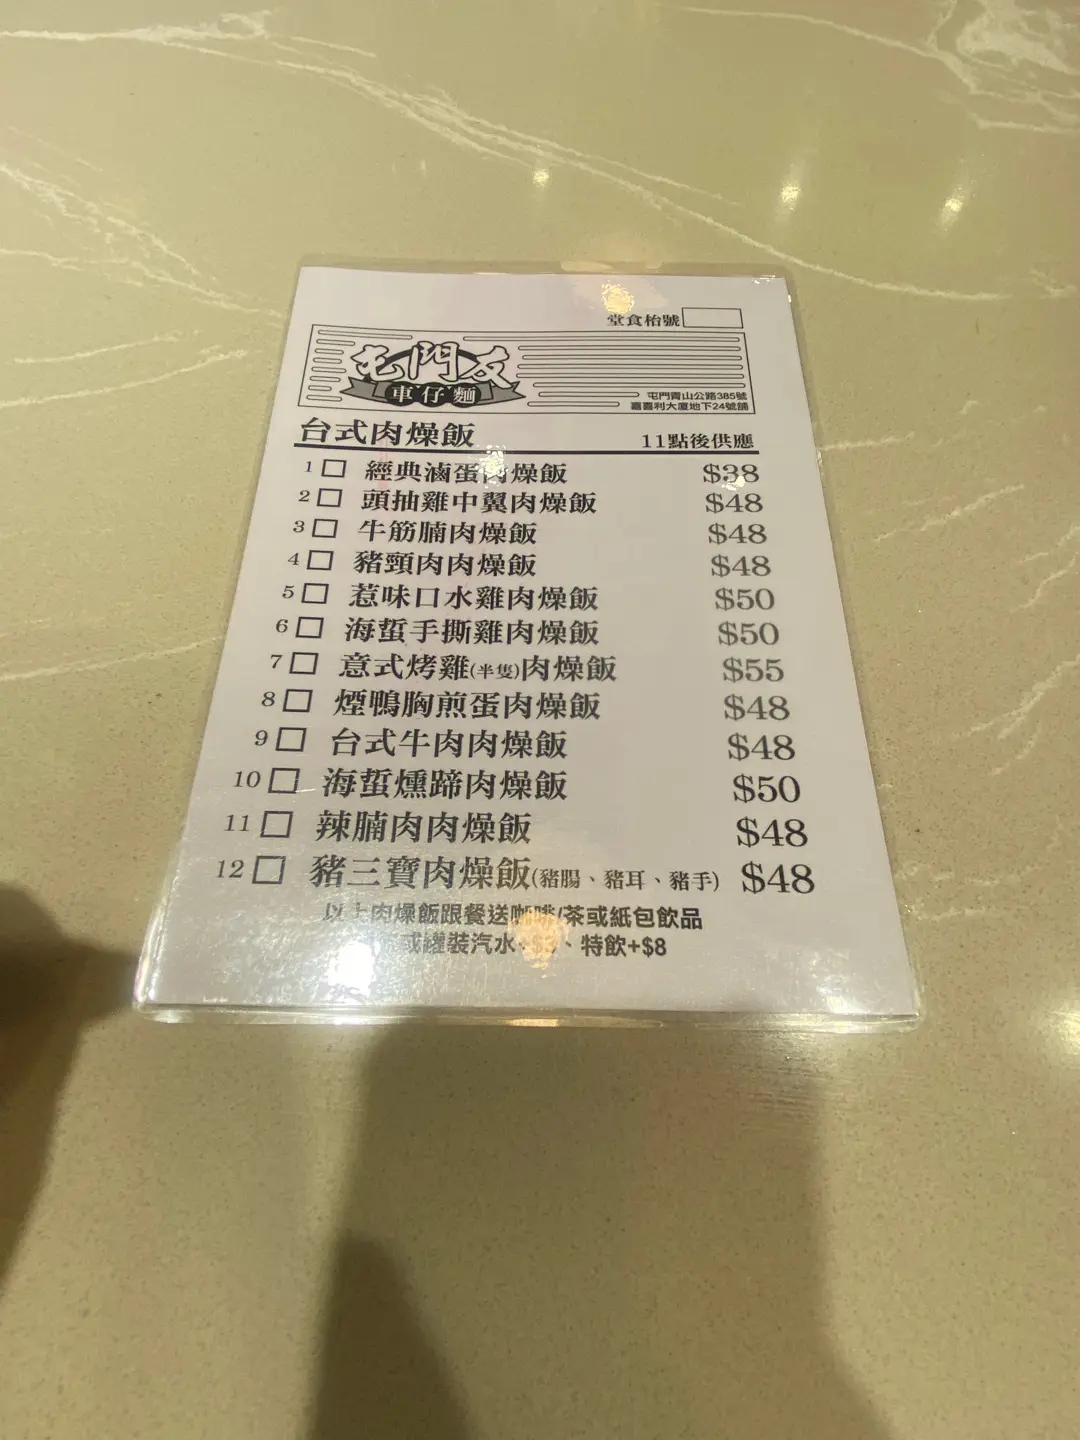 堂食枱號
屯門友
車仔麵
屯門青山公路385號
嘉喜利大廈地下24號舖
台式肉燥飯 11點後供應
1 □ 經典滷蛋肉燥飯 $38
2 □ 頭抽雞中翼肉燥飯 $48
3 □ 牛筋腩肉燥飯 $48
4 □ 豬頸肉肉燥飯 $48
5 □ 惹味口水雞肉燥飯 $50
6 □ 海蜇手撕雞肉燥飯 $50
7 □ 意式烤雞(半隻)肉燥飯 $55
8 □ 煙鴨胸煎蛋肉燥飯 $48
9 □ 台式牛肉肉燥飯 $48
10 □ 海蜇燻蹄肉燥飯 $50
11 □ 辣腩肉肉燥飯 $48
12 □ 豬三寶肉燥飯(豬腸、豬耳、豬手) $48
以上肉燥飯跟餐送咖啡/茶或紙包飲品
或罐裝汽水+$3、特飲+$8